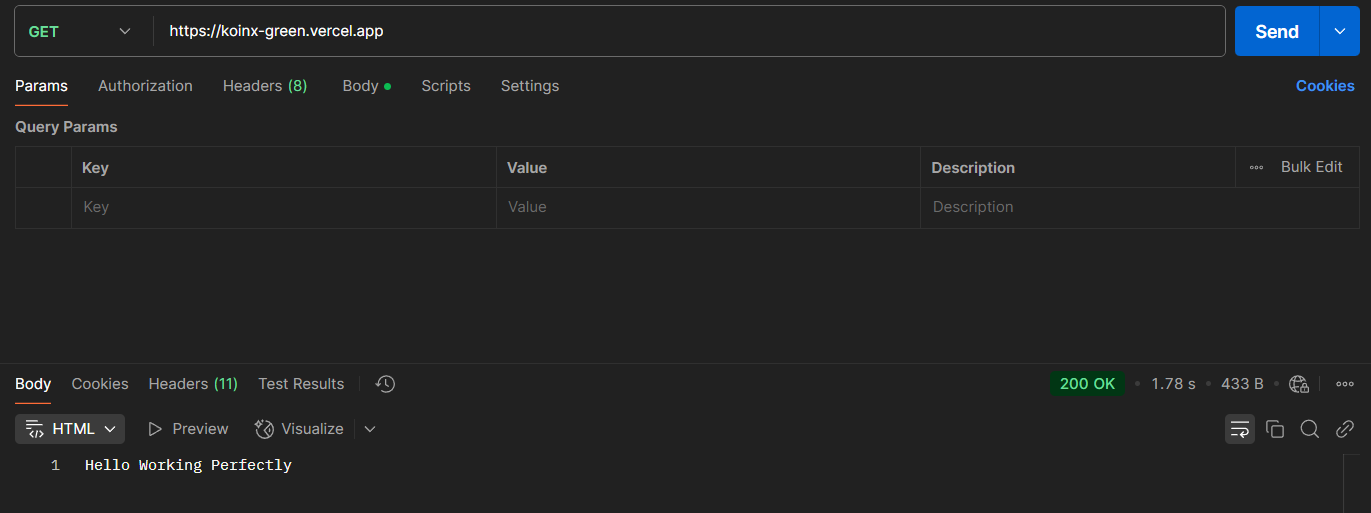 GET https://koinx-green.vercel.app Send
Params Authorization Headers (8) Body Scripts Settings Cookies
Query Params
Key Value Description Bulk Edit
Key Value Description
Body Cookies Headers (11) Test Results 200 OK • 1.78 s • 433 B •
HTML Preview Visualize
1 Hello Working Perfectly